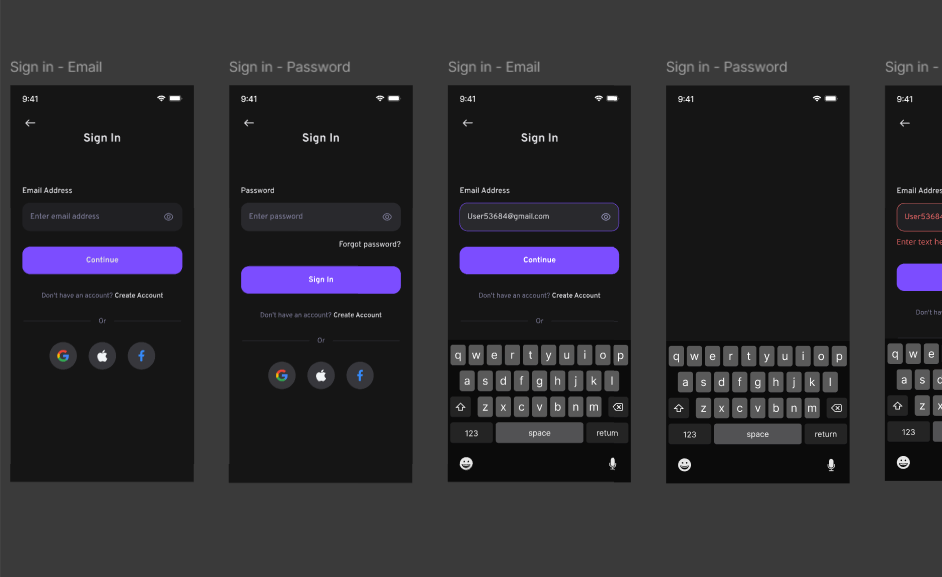 Sign in - Email
9:41
Sign In
Email Address
Enter email address
Continue
Don't have an account? Create Account
Or
Sign in - Password
9:41
Sign In
Password
Enter password
Forgot password?
Sign In
Don't have an account? Create Account
Or
Sign in - Email
9:41
Sign In
Email Address
User53684@gmail.com
Continue
Don't have an account? Create Account
Or
q w e r t y u i o p
a s d f g h j k l
z x c v b n m
123 space return
Sign in - Password
9:41
q w e r t y u i o p
a s d f g h j k l
z x c v b n m
123 space return
Sign in -
9:41
Email Addres
User5368
Enter text he
Don't ha
q w e
a s
z x
123